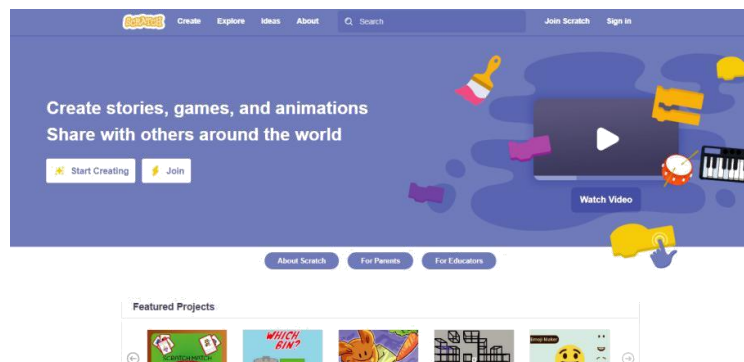 SCRATCH Create Explore Ideas About Search Join Scratch Sign in
Create stories, games, and animations
Share with others around the world
Start Creating Join
Watch Video
About Scratch For Parents For Educators
Featured Projects
WHICH
BIN?
Emoji Maker